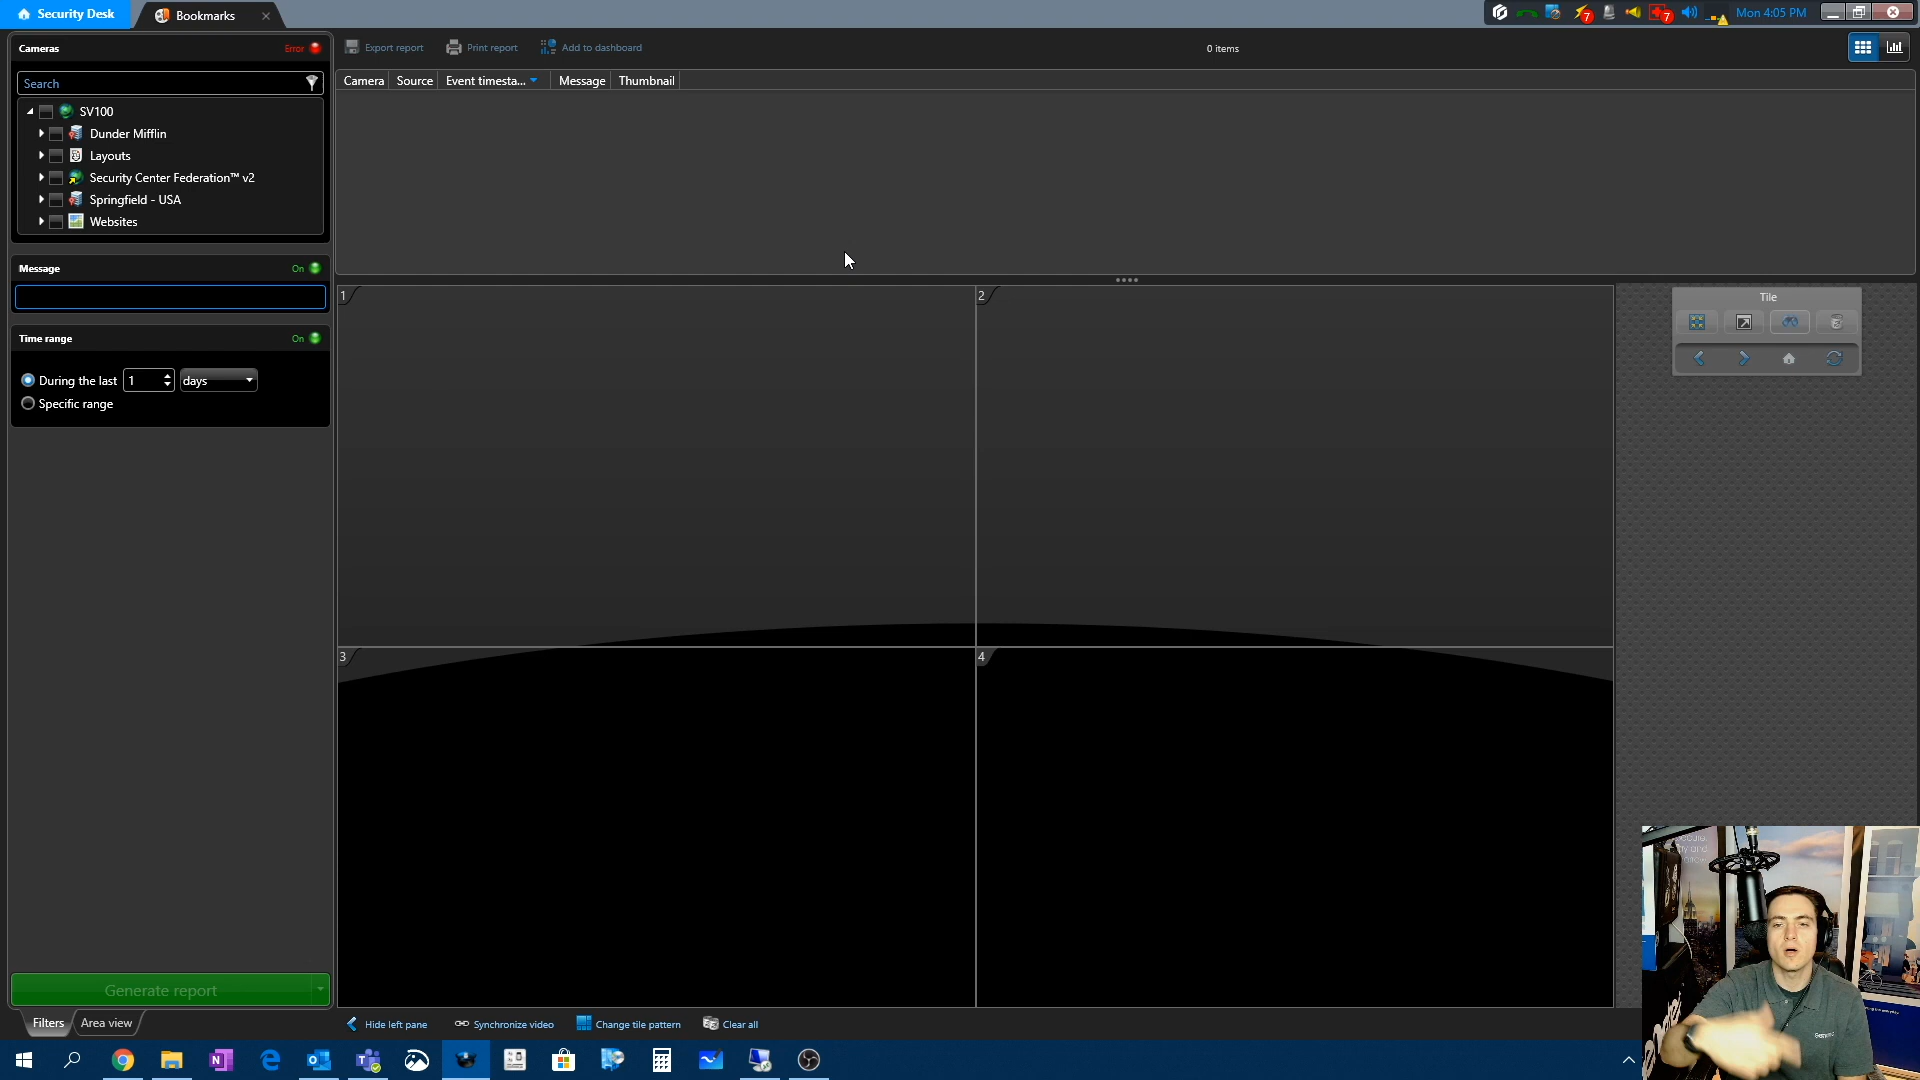 Security Desk
Bookmarks
7
7
Mon 4:05 PM
Cameras
Error
Export report
Print report
Add to dashboard
0 items
Search
Camera
Source
Event timesta...
Message
Thumbnail
SV100
Dunder Mifflin
Layouts
Security Center Federation™ v2
Springfield - USA
Websites
Message
On
1
2
Tile
Time range
On
During the last
1
days
Specific range
3
4
Generate report
Filters
Area view
Hide left pane
Synchronize video
Change tile pattern
Clear all